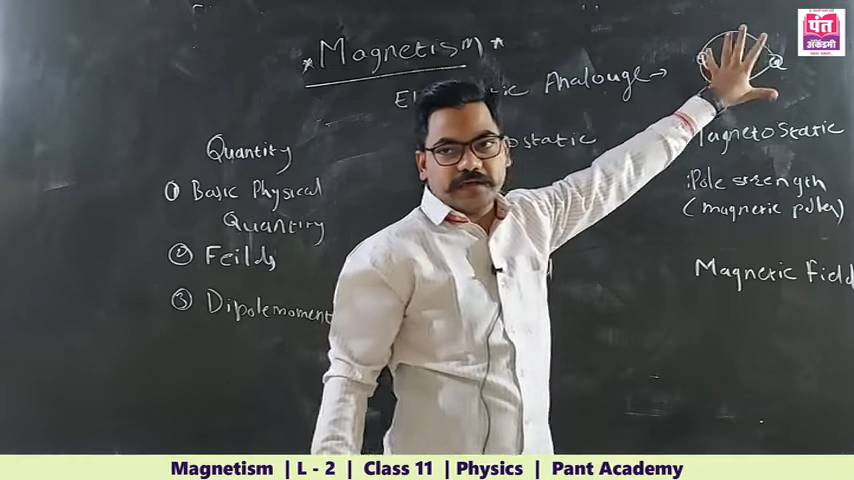 पंत
अ‍ॅकॅडमी
*Magnetism*
Analouge→
Quantity
Magnetostatic
① Basic Physical
Quantity
Pole strength
(magnetic poles)
② Feilds
Magnetic Field
③ Dipolemoment
Magnetism | L - 2 | Class 11 | Physics | Pant Academy